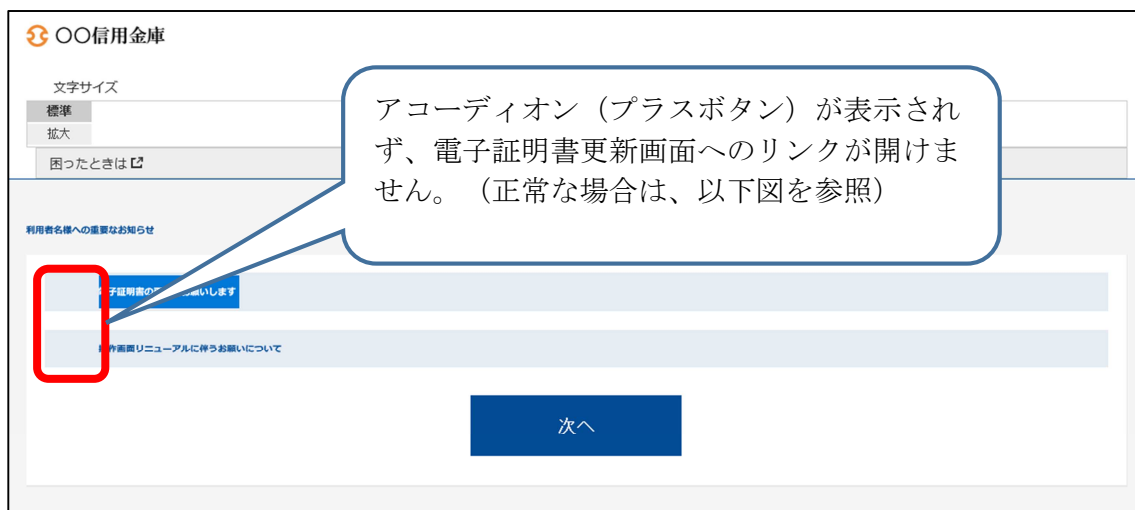 〇〇信用金庫
文字サイズ
標準
拡大
困ったときは
アコーディオン（プラスボタン）が表示され
ず、電子証明書更新画面へのリンクが開けま
せん。（正常な場合は、以下図を参照）
利用者名様への重要なお知らせ
子証明書の お願いします
作画面リニューアルに伴うお願いについて
次へ